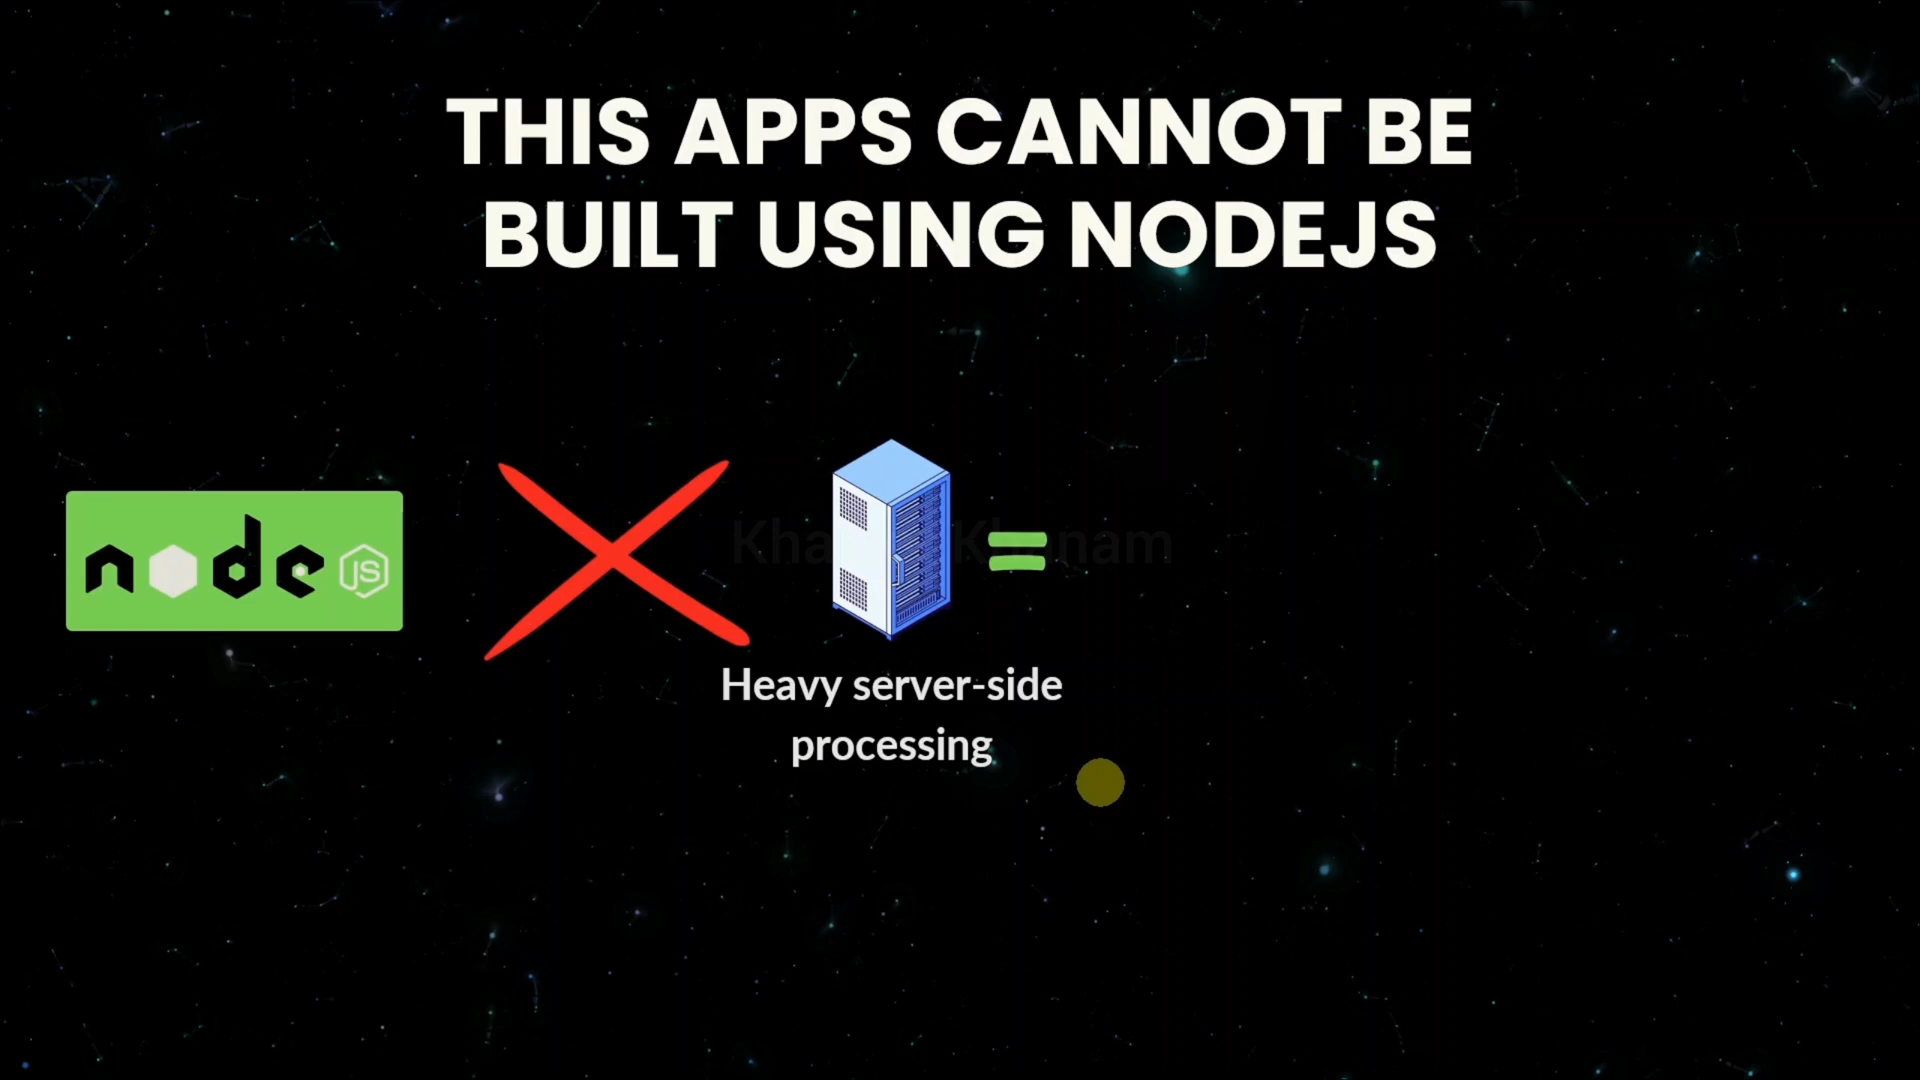 THIS APPS CANNOT BE
BUILT USING NODEJS
node JS
Heavy server-side
processing